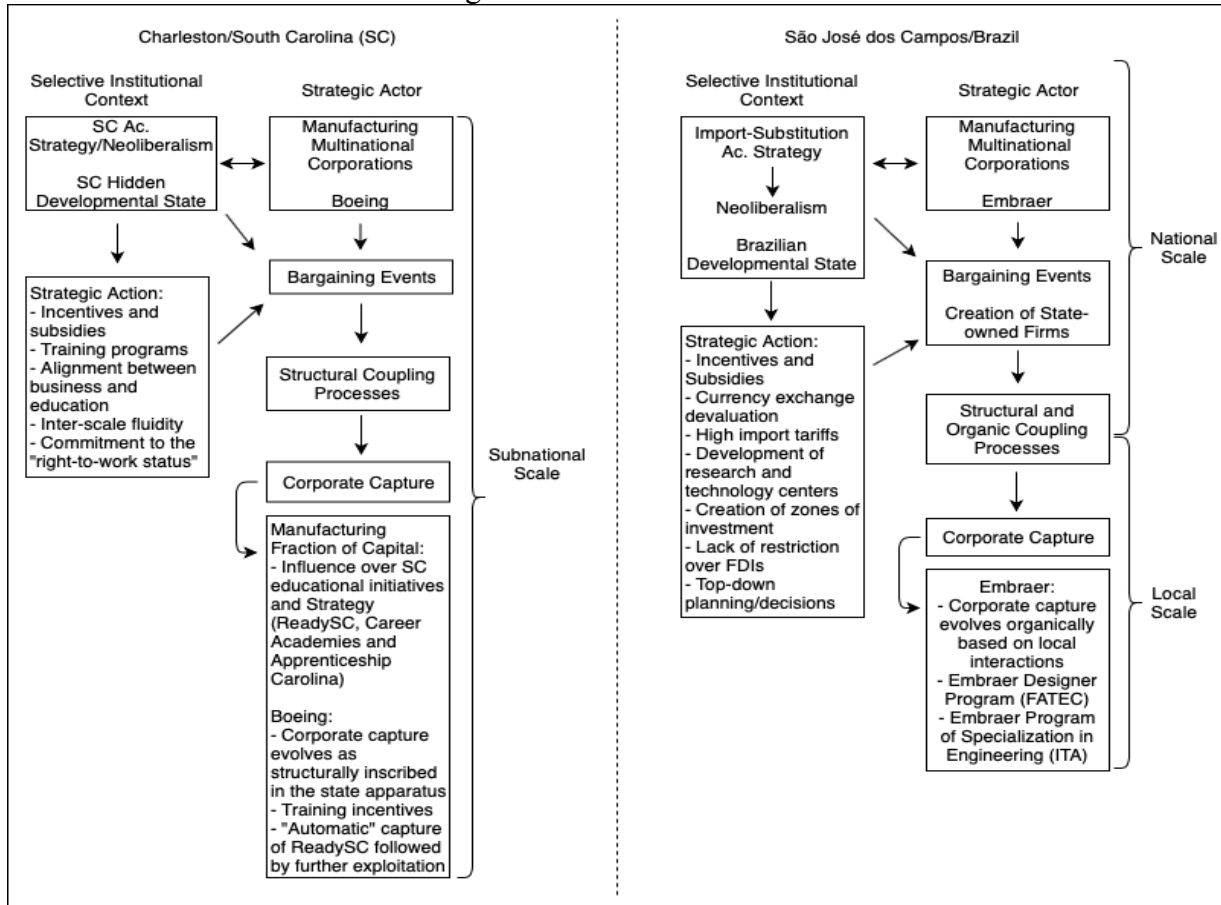 Charleston/South Carolina (SC)
Selective Institutional
Context
Strategic Actor
SC Ac.
Strategy/Neoliberalism
SC Hidden
Developmental State
Manufacturing
Multinational
Corporations
Boeing
Strategic Action:
- Incentives and
subsidies
- Training programs
- Alignment between
business and
education
- Inter-scale fluidity
- Commitment to the
"right-to-work status"
Bargaining Events
Structural Coupling
Processes
Corporate Capture
Manufacturing
Fraction of Capital:
- Influence over SC
educational initiatives
and Strategy
(ReadySC, Career
Academies and
Apprenticeship
Carolina)
Boeing:
- Corporate capture
evolves as
structurally inscribed
in the state apparatus
- Training incentives
- "Automatic" capture
of ReadySC followed
by further exploitation
Subnational
Scale
São José dos Campos/Brazil
Selective Institutional
Context
Strategic Actor
Import-Substitution
Ac. Strategy
Neoliberalism
Brazilian
Developmental State
Manufacturing
Multinational
Corporations
Embraer
Strategic Action:
- Incentives and
Subsidies
- Currency exchange
devaluation
- High import tariffs
- Development of
research and
technology centers
- Creation of zones of
investment
- Lack of restriction
over FDIs
- Top-down
planning/decisions
Bargaining Events
Creation of State-
owned Firms
Structural and
Organic Coupling
Processes
Corporate Capture
Embraer:
- Corporate capture
evolves organically
based on local
interactions
- Embraer Designer
Program (FATEC)
- Embraer Program
of Specialization in
Engineering (ITA)
National
Scale
Local
Scale